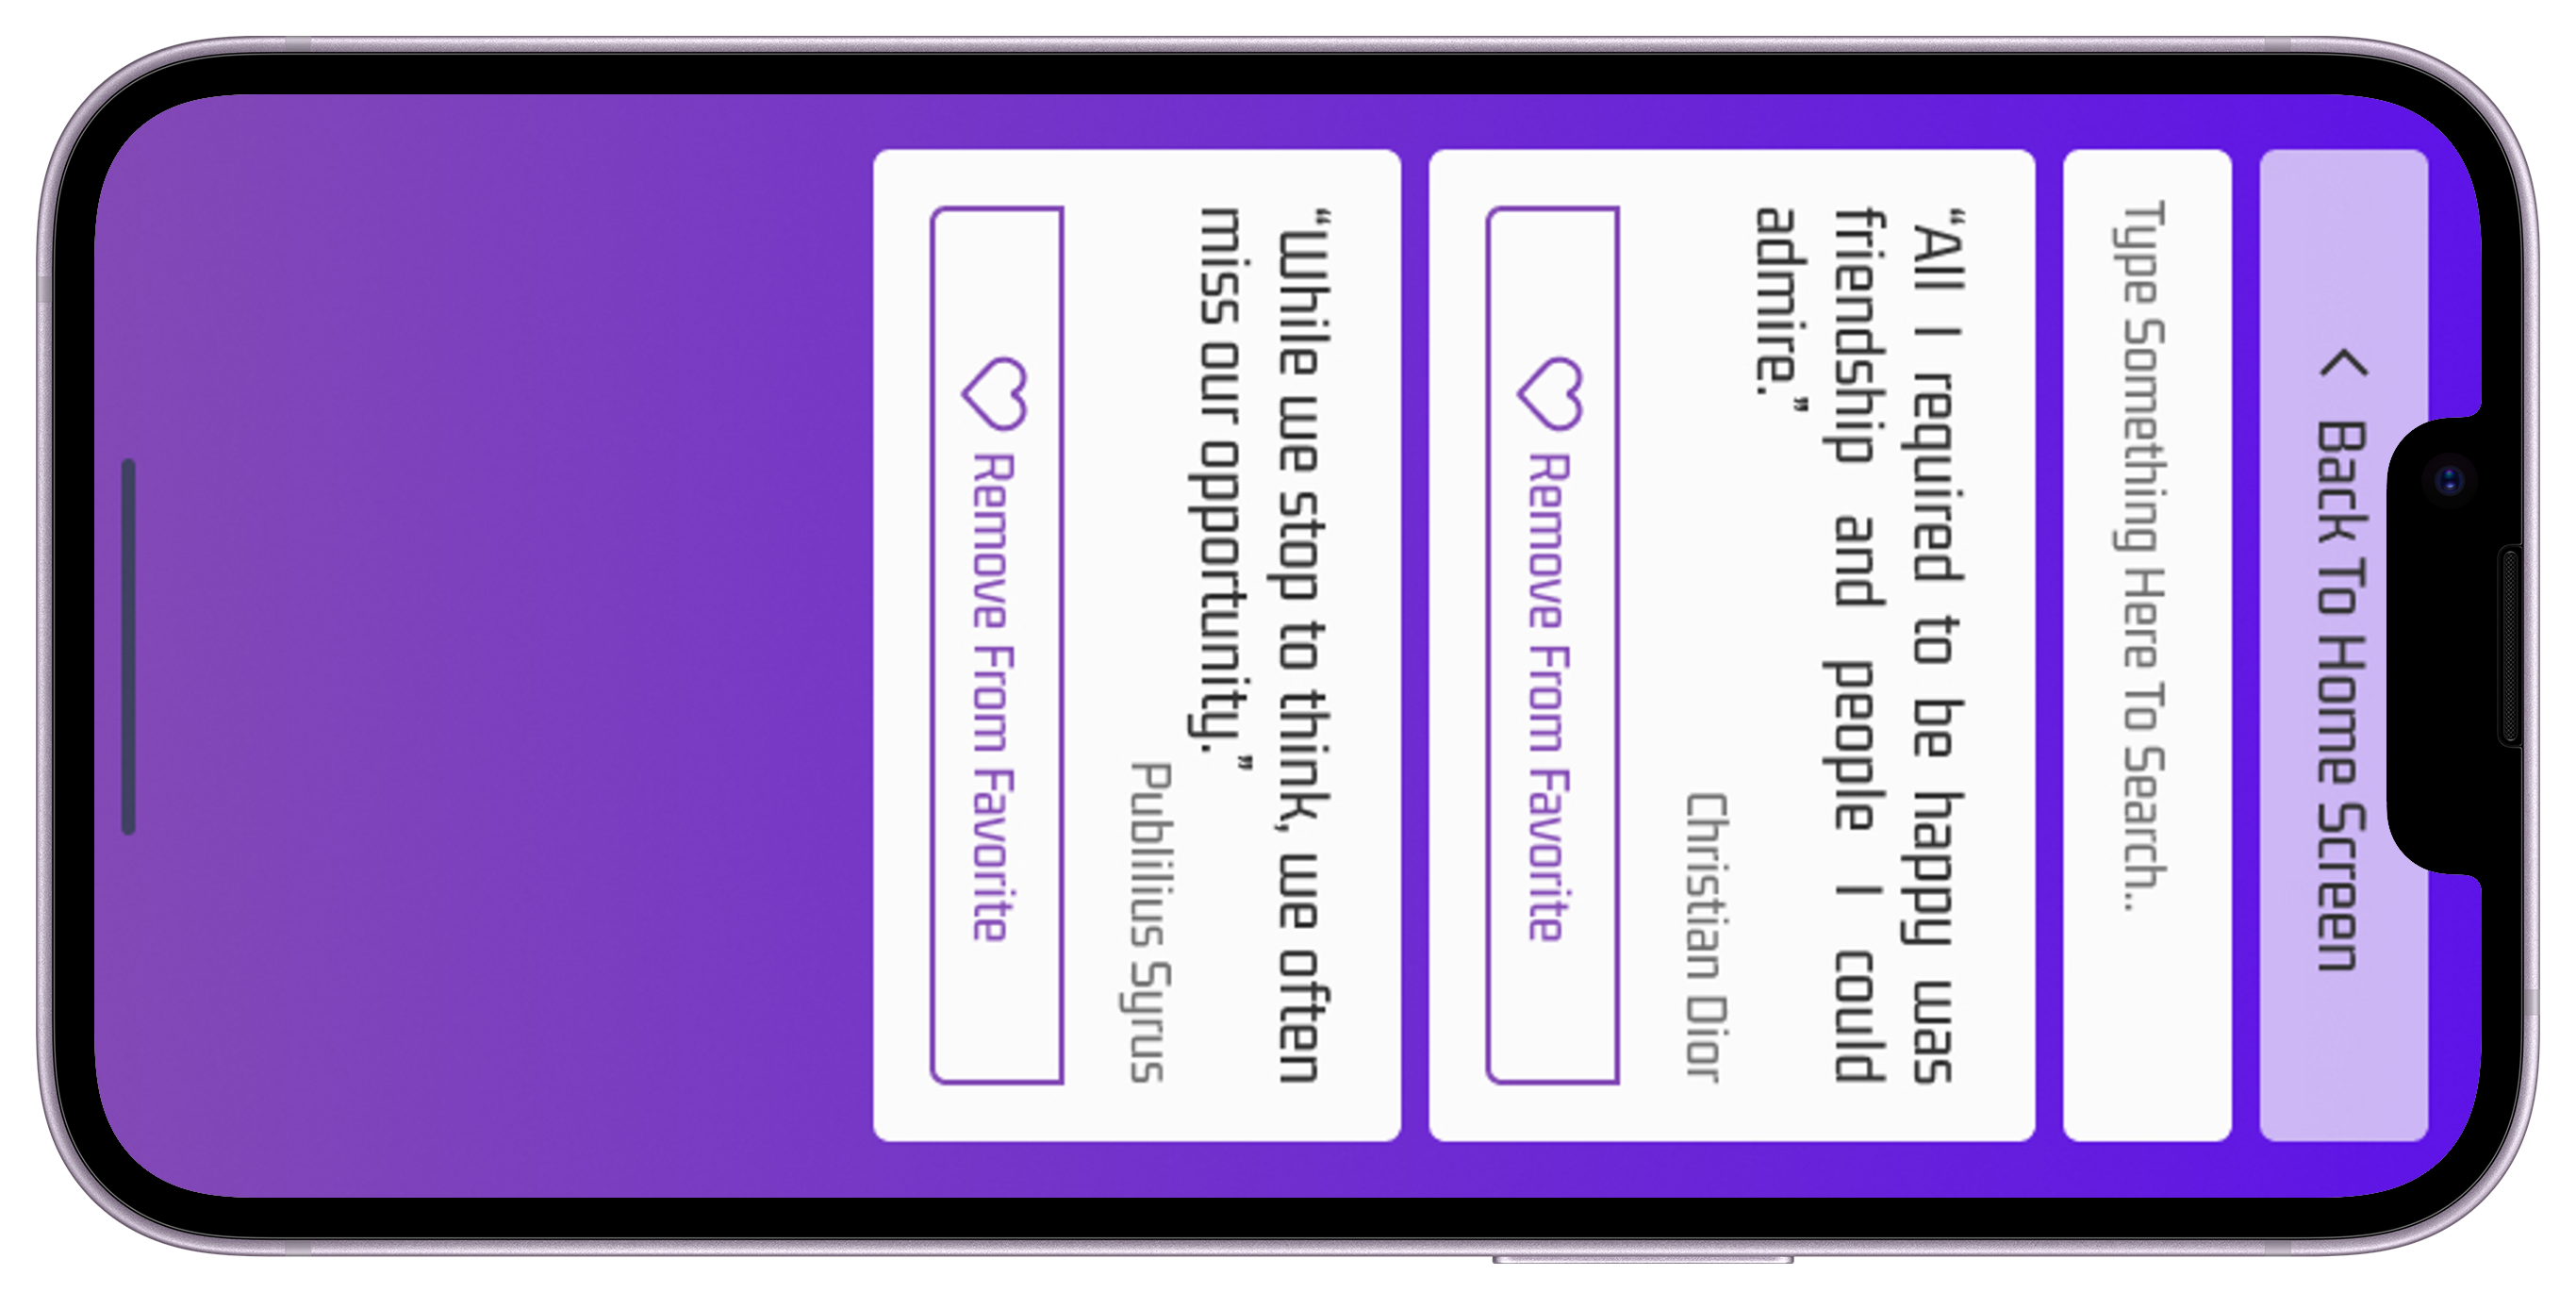 < Back To Home Screen
Type Something Here To Search..
“All I required to be happy was
friendship and people I could
admire.”
Christian Dior
Remove From Favorite
“While we stop to think, we often
miss our opportunity.”
Publilius Syrus
Remove From Favorite